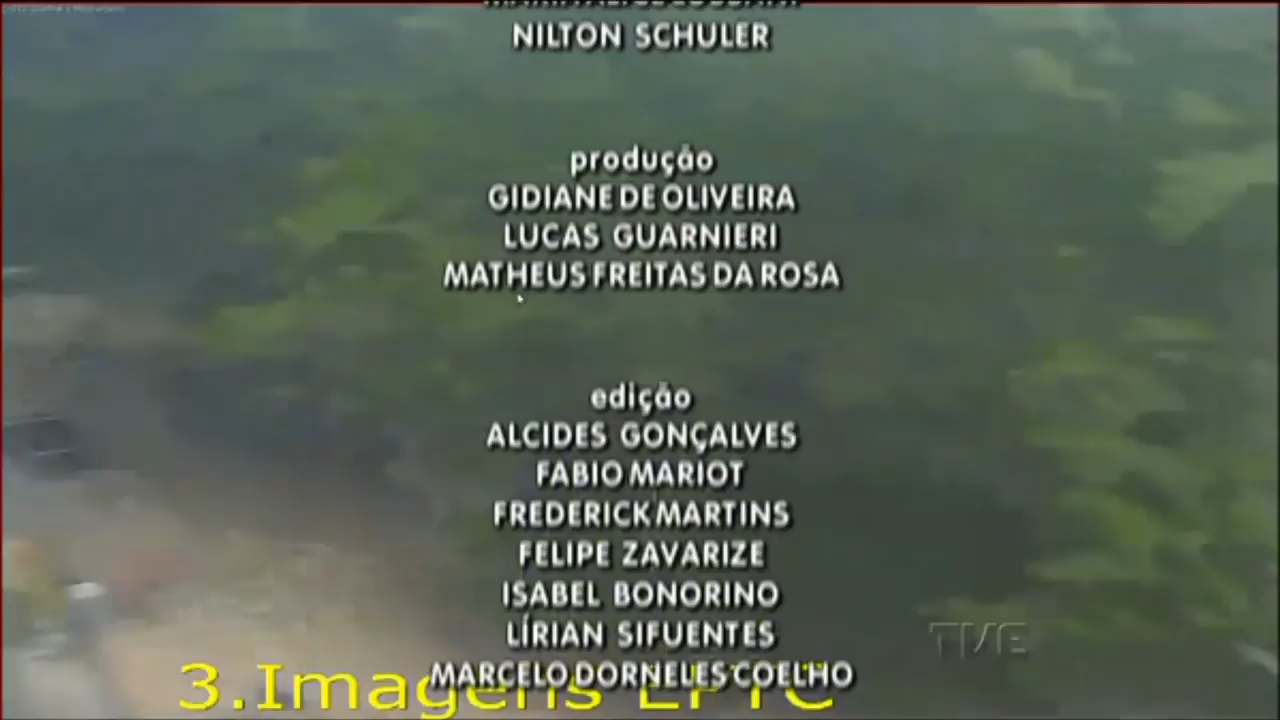 NILTON SCHULER
produção
GIDIANE DE OLIVEIRA
LUCAS GUARNIERI
MATHEUS FREITAS DA ROSA
edição
ALCIDES GONÇALVES
FABIO MARIOT
FREDERICK MARTINS
FELIPE ZAVARIZE
ISABEL BONORINO
LÍRIAN SIFUENTES
TVE
MARCELO DORNELES COELHO
3.Imagens EPTC